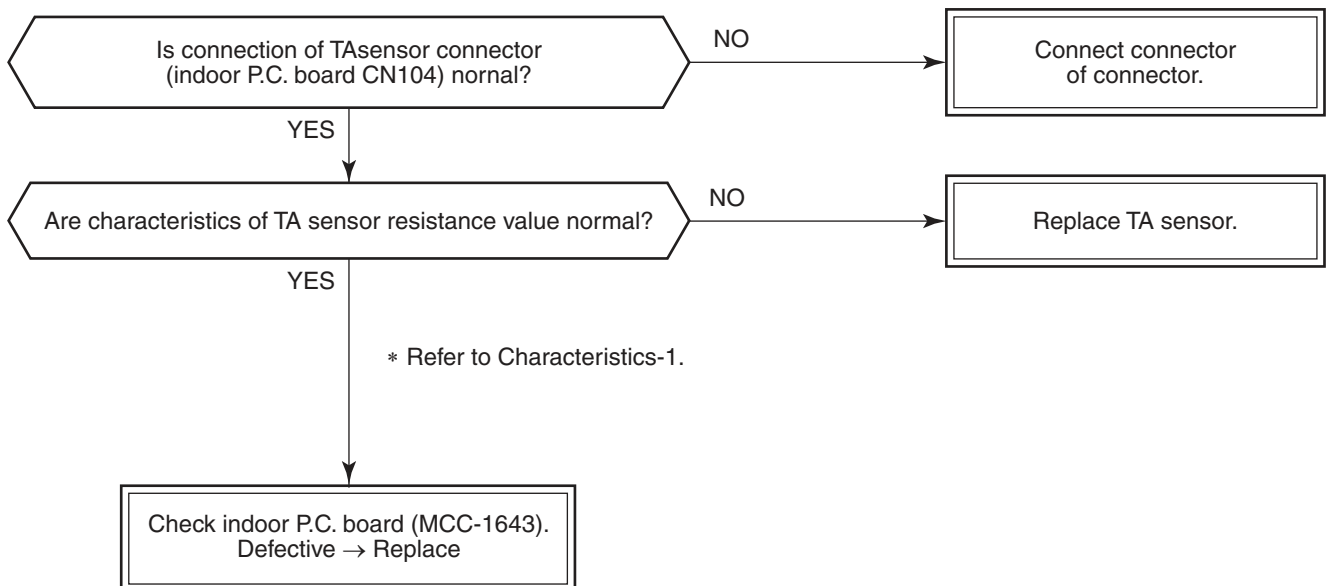 Is connection of TAsensor connector
(indoor P.C. board CN104) nornal?
NO
Connect connector
of connector.
YES
Are characteristics of TA sensor resistance value normal?
NO
Replace TA sensor.
YES
* Refer to Characteristics-1.
Check indoor P.C. board (MCC-1643).
Defective → Replace